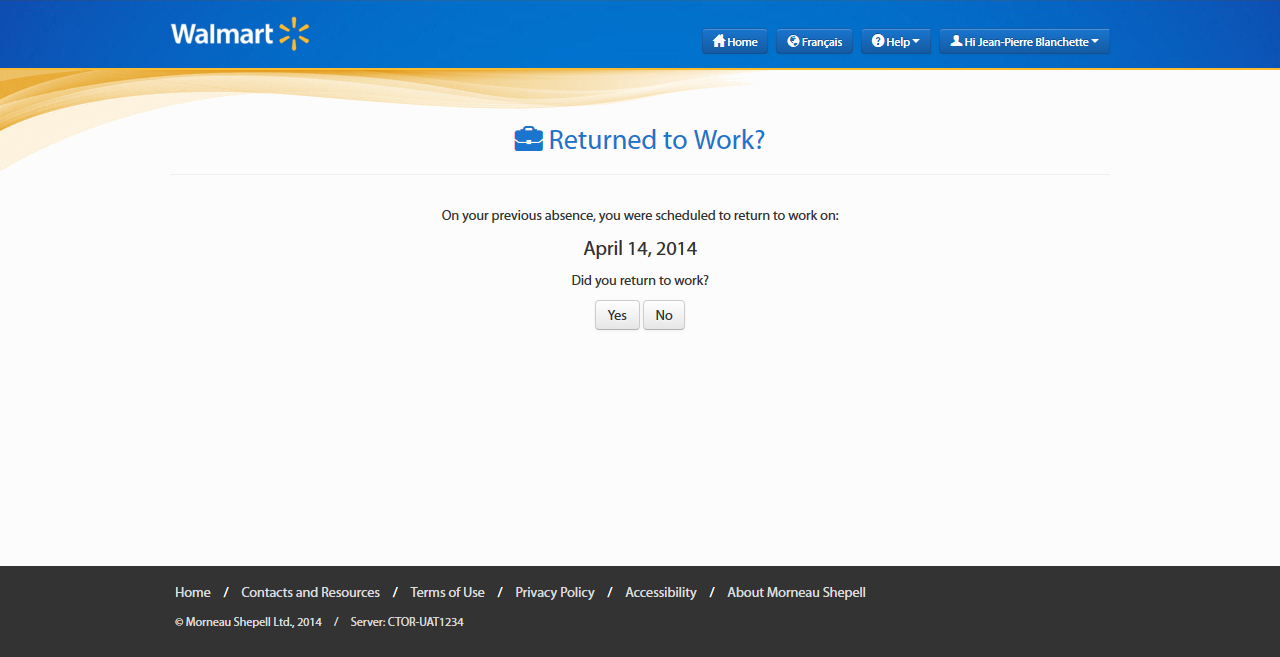 Walmart
Home
Français
Help
Hi Jean-Pierre Blanchette
Returned to Work?
On your previous absence, you were scheduled to return to work on:
April 14, 2014
Did you return to work?
Yes No
Home / Contacts and Resources / Terms of Use / Privacy Policy / Accessibility / About Morneau Shepell
© Morneau Shepell Ltd., 2014 / Server: CTOR-UAT1234